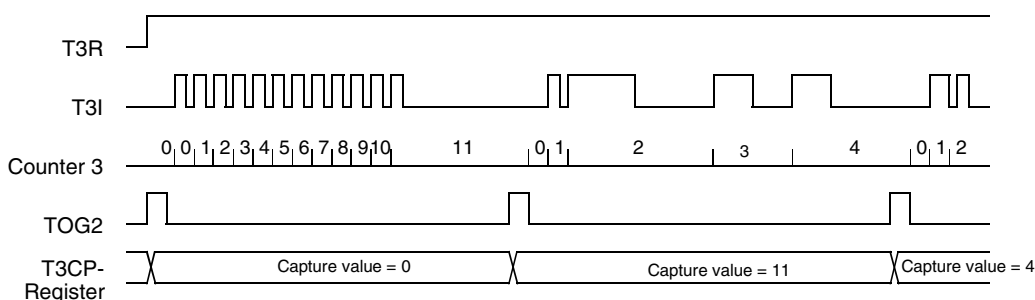 T3R
T3I
Counter 3
0 0 1 2 3 4 5 6 7 8 9 10 11 0 1 2 3 4 0 1 2
TOG2
T3CP-
Register
Capture value = 0
Capture value = 11
Capture value = 4